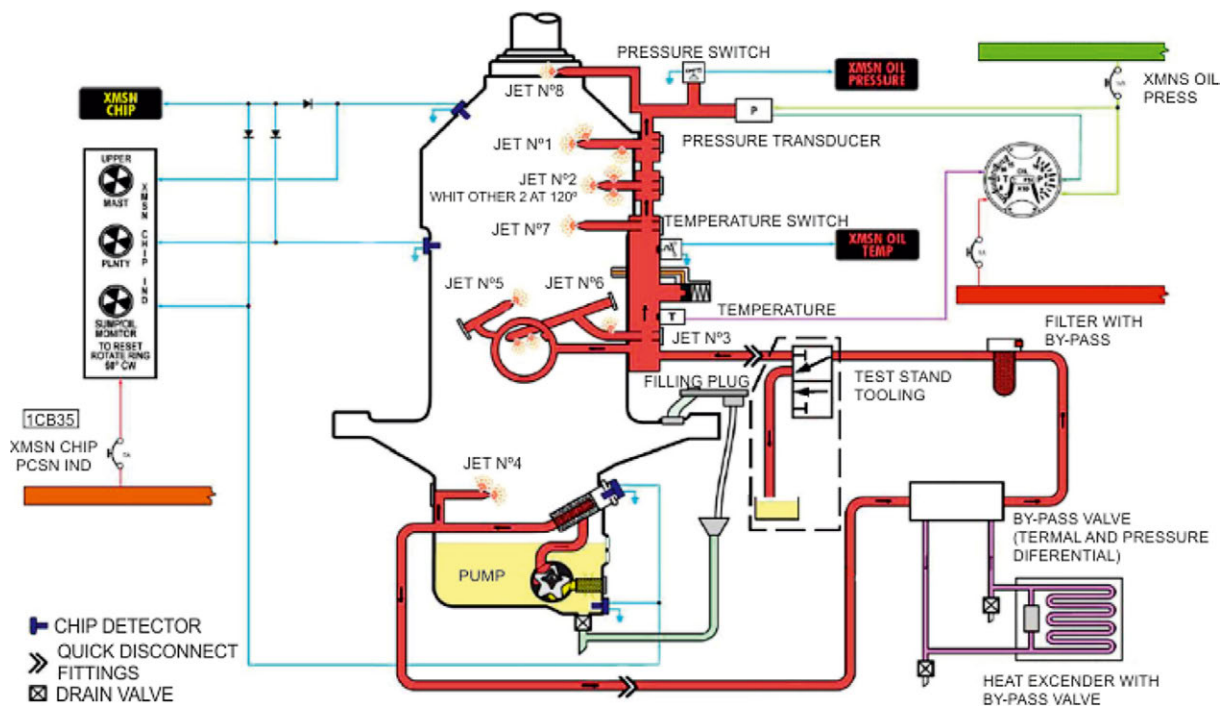 PRESSURE SWITCH
XMSN OIL
PRESSURE
XMNS OIL
PRESS
JET Nº8
P
PRESSURE TRANSDUCER
XMSN
CHIP
UPPER
MAST
PLNTY
SUMP/OIL
MONITOR
TO RESET
ROTATE RING
XMSN CHIP IND
JET Nº1
JET Nº2
WHIT OTHER 2 AT 120º
JET Nº7
TEMPERATURE SWITCH
XMSN OIL
TEMP
OIL
T
P
JET Nº5
JET Nº6
T
TEMPERATURE
JET Nº3
FILTER WITH
BY-PASS
FILLING PLUG
TEST STAND
TOOLING
1CB35
XMSN CHIP
PCSN IND
JET Nº4
PUMP
BY-PASS VALVE
(TERMAL AND PRESSURE
DIFERENTIAL)
CHIP DETECTOR
QUICK DISCONNECT
FITTINGS
DRAIN VALVE
HEAT EXCENDER WITH
BY-PASS VALVE